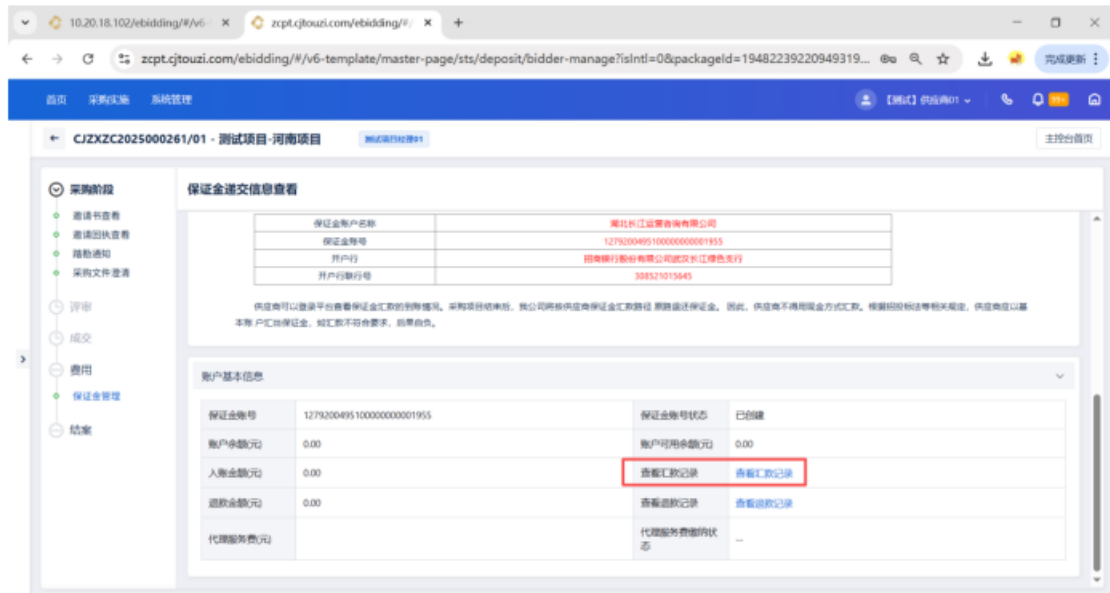 10.20.18.102/ebidding/#/v6-
zcpt.cjtouzi.com/ebidding/#/
zcpt.cjtouzi.com/ebidding/#/v6-template/master-page/sts/deposit/bidder-manage?isIntl=0&packageId=19482239220949319...
完成更新
首页 采购实施 系统管理
【测试】供应商01
99+
CJZXZC2025000261/01 - 测试项目-河南项目
测试项目经理01
主控台首页
采购阶段
邀请书查看
邀请回执查看
踏勘通知
采购文件澄清
评审
成交
费用
保证金管理
结案
保证金递交信息查看
保证金账户名称 湖北长江运营咨询有限公司
保证金账号 1279200495100000000001955
开户行 招商银行股份有限公司武汉长江绿色支行
开户行联行号 308521015645
供应商可以登录平台查看保证金汇款的到账情况。采购项目结束后，我公司将按供应商保证金汇款路径 原路退还保证金。 因此，供应商不得用现金方式汇款。根据招投标法等相关规定，供应商应以基
本账 户汇出保证金，如汇款不符合要求，后果自负。
账户基本信息
保证金账号 1279200495100000000001955 保证金账号状态 已创建
账户余额(元) 0.00 账户可用余额(元) 0.00
入账金额(元) 0.00 查看汇款记录 查看汇款记录
退款金额(元) 0.00 查看退款记录 查看退款记录
代理服务费(元) 代理服务费缴纳状
态 --